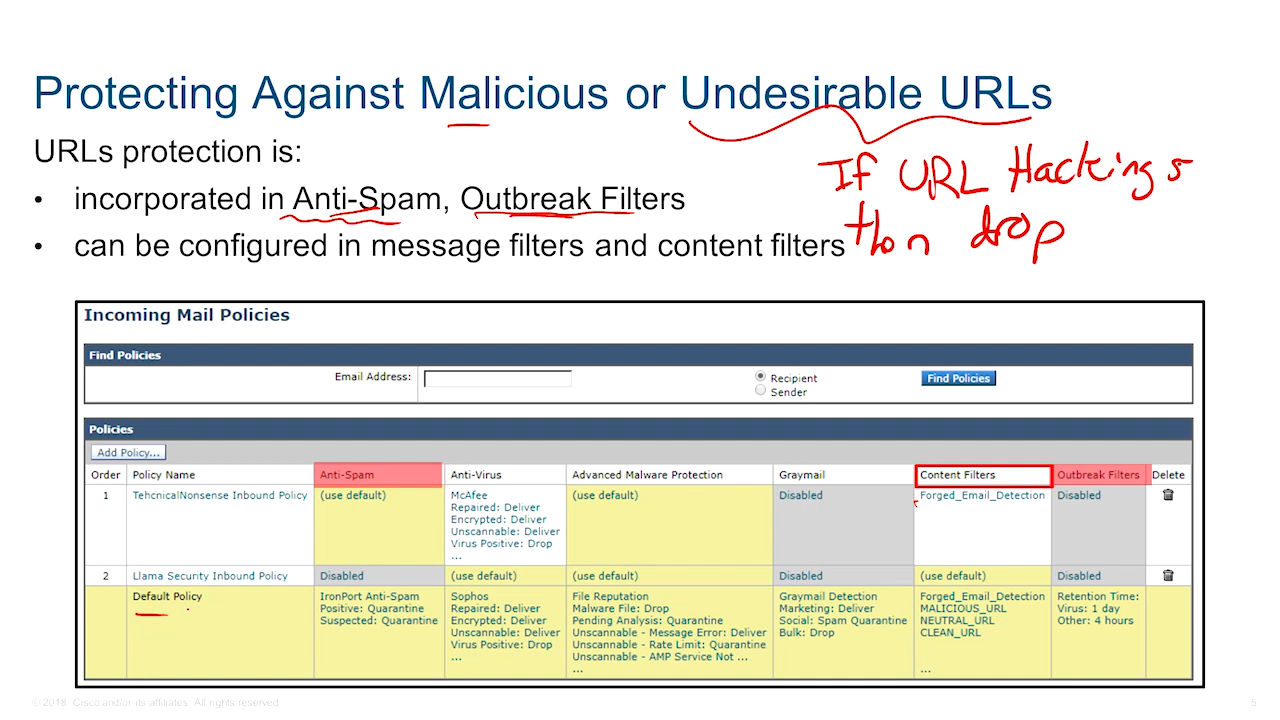 Protecting Against Malicious or Undesirable URLs
URLs protection is:
• incorporated in Anti-Spam, Outbreak Filters
• can be configured in message filters and content filters
If URL Hacking s
then drop
Incoming Mail Policies
Find Policies
Email Address:
Recipient
Sender
Find Policies
Policies
Add Policy...
Order Policy Name Anti-Spam Anti-Virus Advanced Malware Protection Graymail Content Filters Outbreak Filters Delete
1 TehcnicalNonsense Inbound Policy (use default) McAfee (use default) Disabled Forged_Email_Detection Disabled
Repaired: Deliver
Encrypted: Deliver
Unscannable: Deliver
Virus Positive: Drop
...
2 Llama Security Inbound Policy Disabled (use default) (use default) Disabled (use default) Disabled
Default Policy IronPort Anti-Spam Sophos File Reputation Graymail Detection Forged_Email_Detection Retention Time:
Positive: Quarantine Repaired: Deliver Malware File: Drop Marketing: Deliver MALICIOUS_URL Virus: 1 day
Suspected: Quarantine Encrypted: Deliver Pending Analysis: Quarantine Social: Spam Quarantine NEUTRAL_URL Other: 4 hours
Unscannable: Deliver Unscannable - Message Error: Deliver Bulk: Drop CLEAN_URL
Virus Positive: Drop Unscannable - Rate Limit: Quarantine
... Unscannable - AMP Service Not ...
... ...
© 2018 Cisco and/or its affiliates. All rights reserved.
5